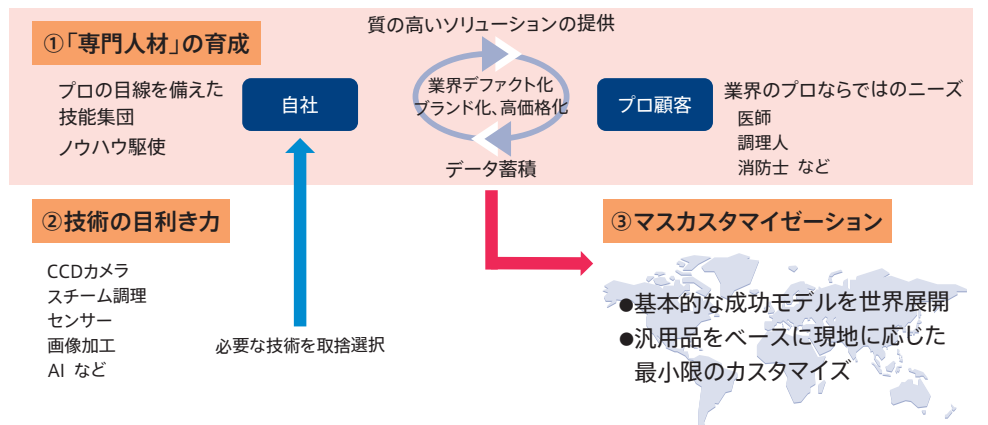 質の高いソリューションの提供
①「専門人材」の育成
プロの目線を備えた
技能集団
ノウハウ駆使
自社
業界デファクト化
ブランド化、高価格化
プロ顧客
業界のプロならではのニーズ
医師
調理人
消防士 など
データ蓄積
②技術の目利き力
CCDカメラ
スチーム調理
センサー
画像加工
AI など
必要な技術を取捨選択
③マスカスタマイゼーション
●基本的な成功モデルを世界展開
●汎用品をベースに現地に応じた
最小限のカスタマイズ